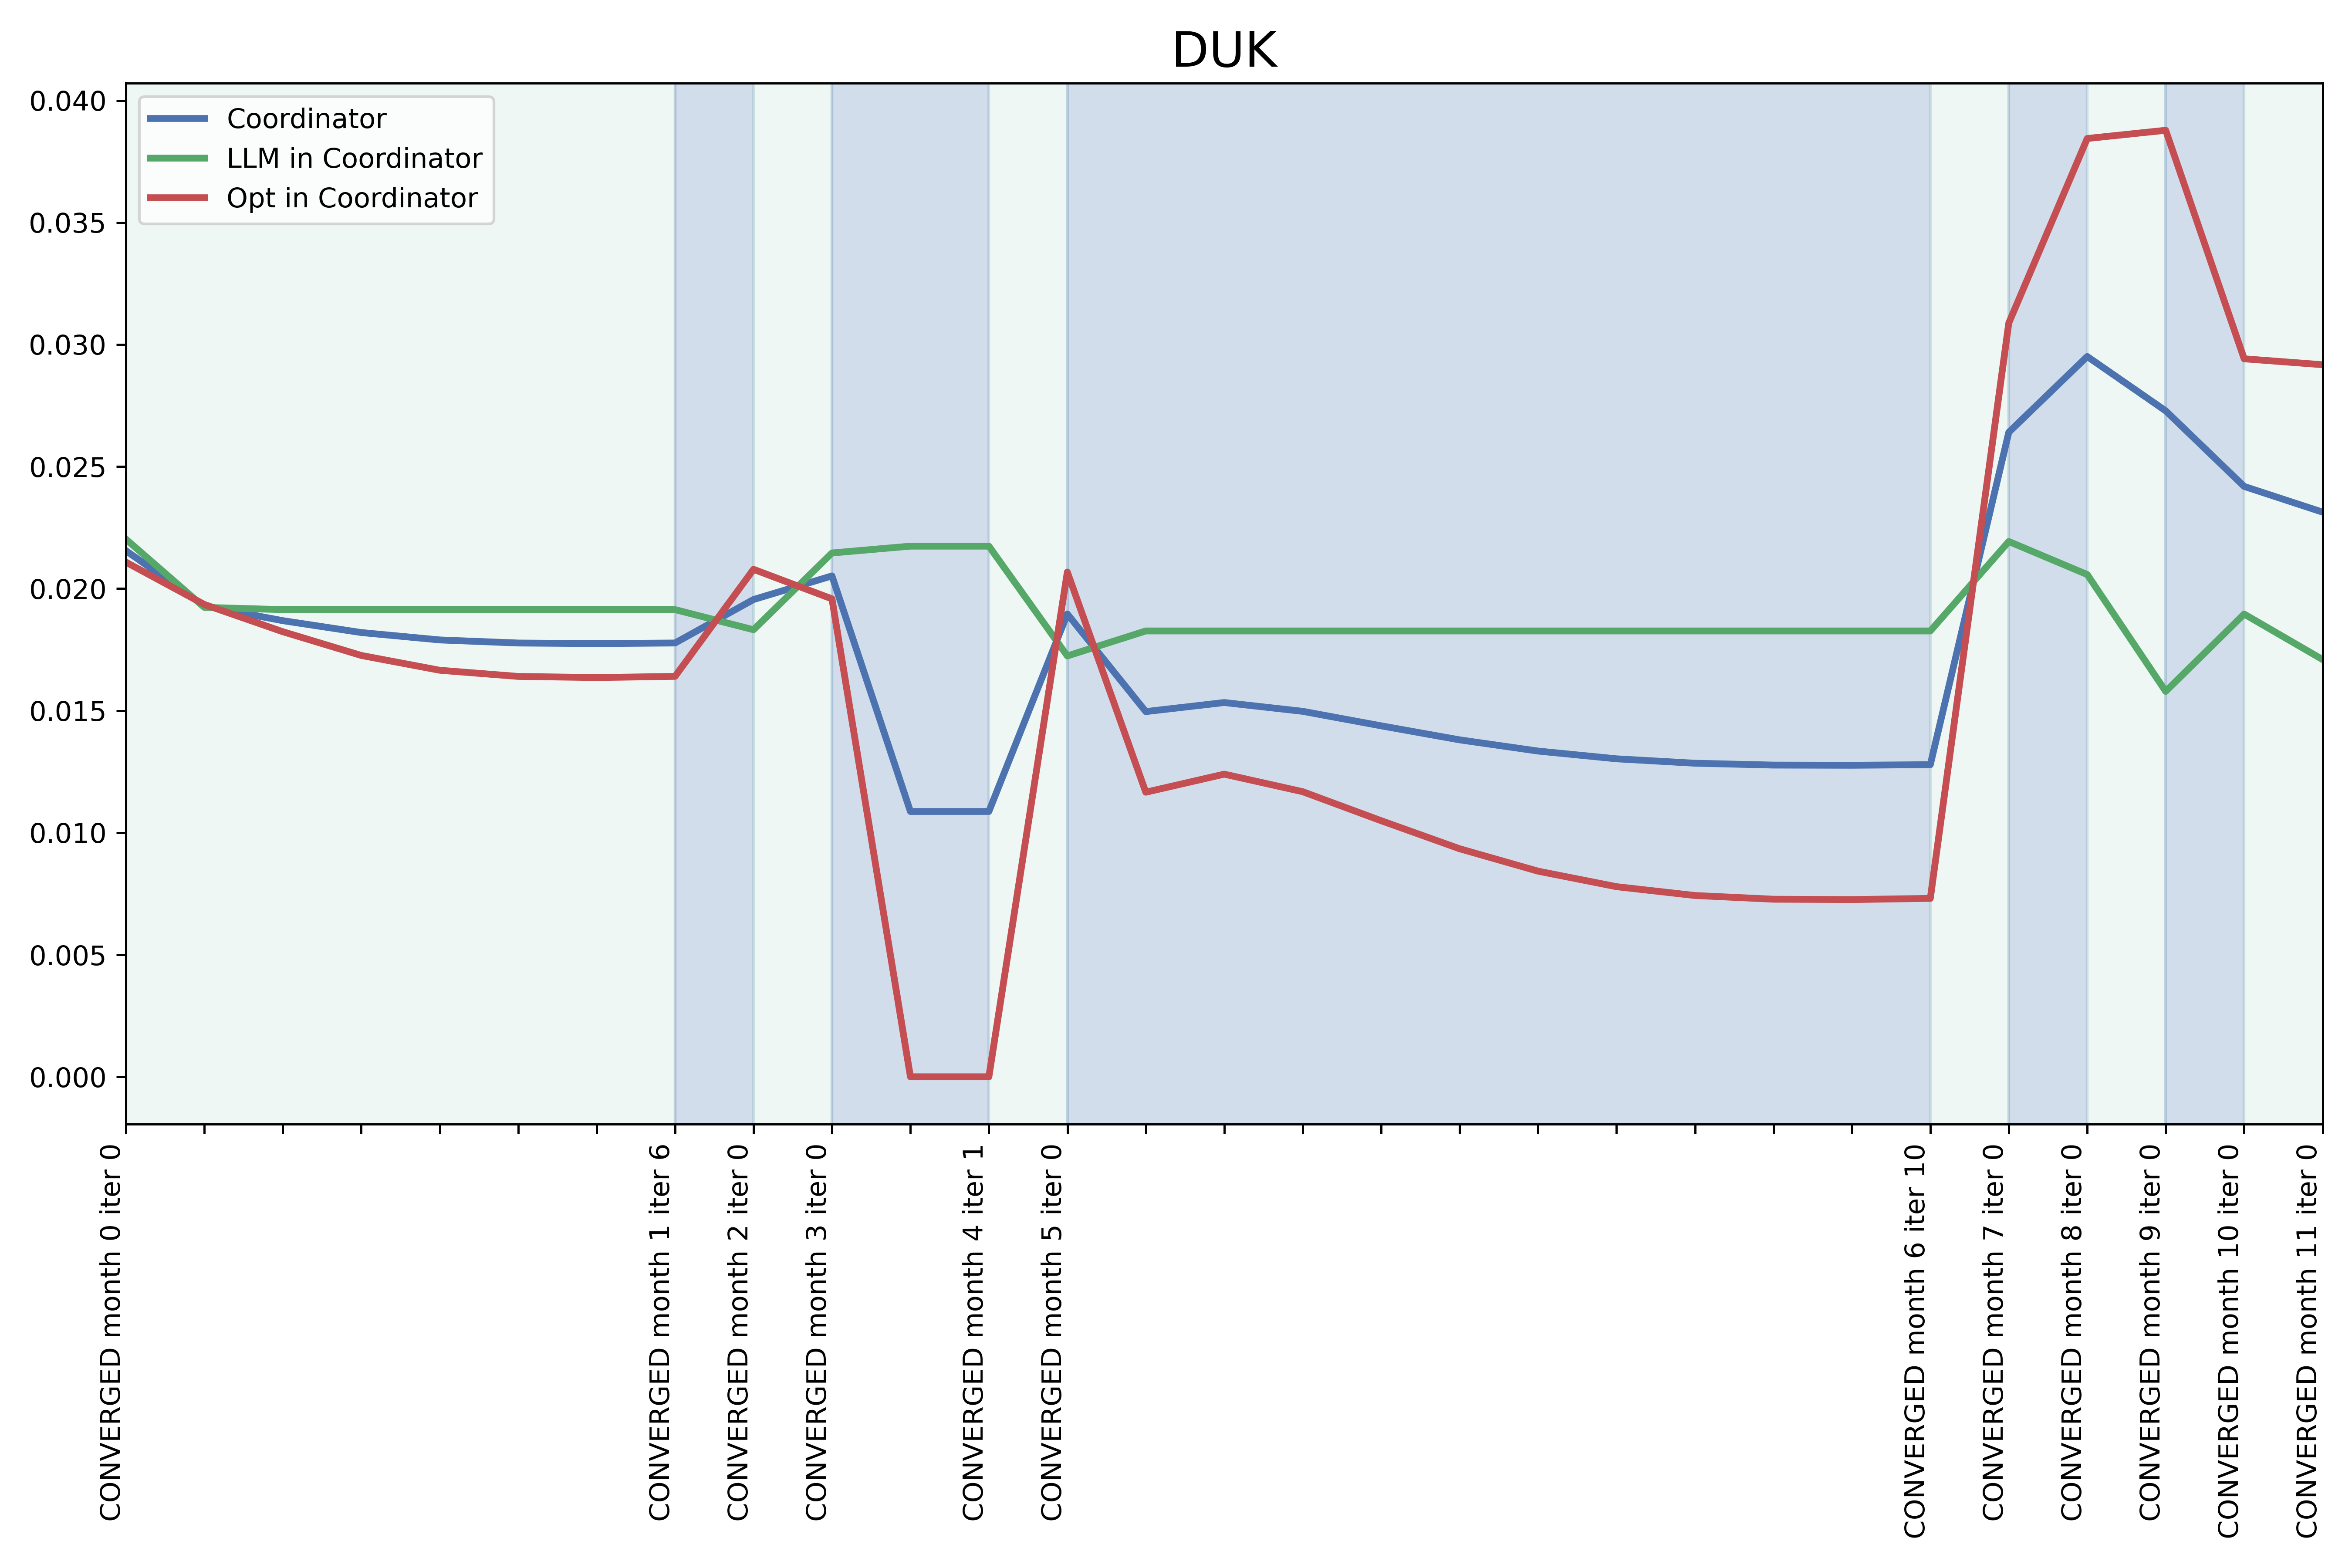 DUK
0.040
0.035
0.030
0.025
0.020
0.015
0.010
0.005
0.000
Coordinator
LLM in Coordinator
Opt in Coordinator
CONVERGED month 0 iter 0
CONVERGED month 1 iter 6
CONVERGED month 2 iter 0
CONVERGED month 3 iter 0
CONVERGED month 4 iter 1
CONVERGED month 5 iter 0
CONVERGED month 6 iter 10
CONVERGED month 7 iter 0
CONVERGED month 8 iter 0
CONVERGED month 9 iter 0
CONVERGED month 10 iter 0
CONVERGED month 11 iter 0